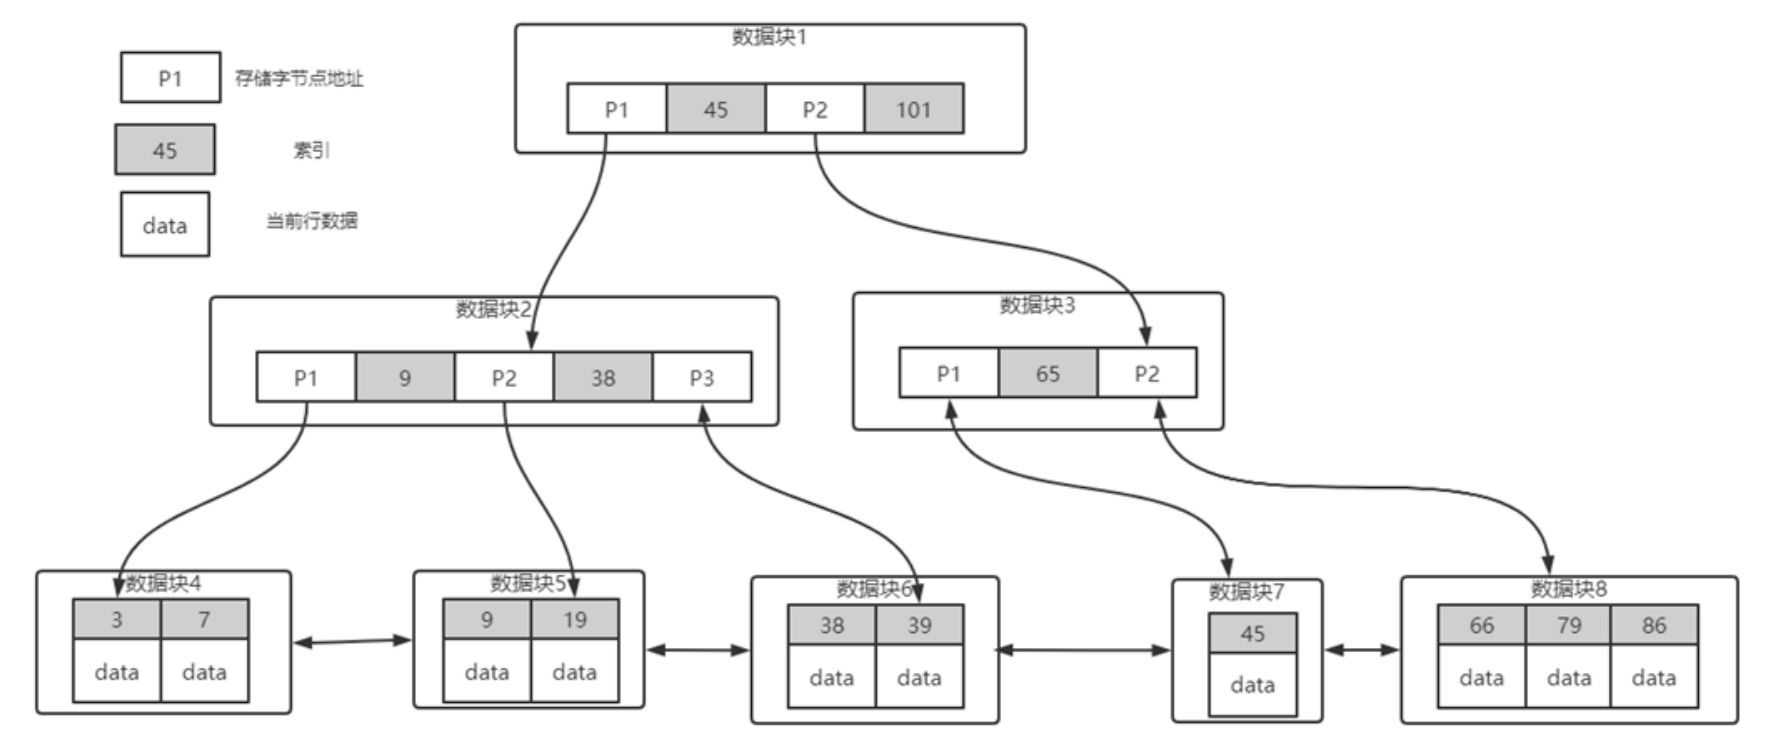 数据块1
P1 45 P2 101
P1 存储字节点地址
45 索引
data 当前行数据
数据块2
P1 9 P2 38 P3
数据块3
P1 65 P2
数据块4
3 7
data data
数据块5
9 19
data data
数据块6
38 39
data data
数据块7
45
data
数据块8
66 79 86
data data data